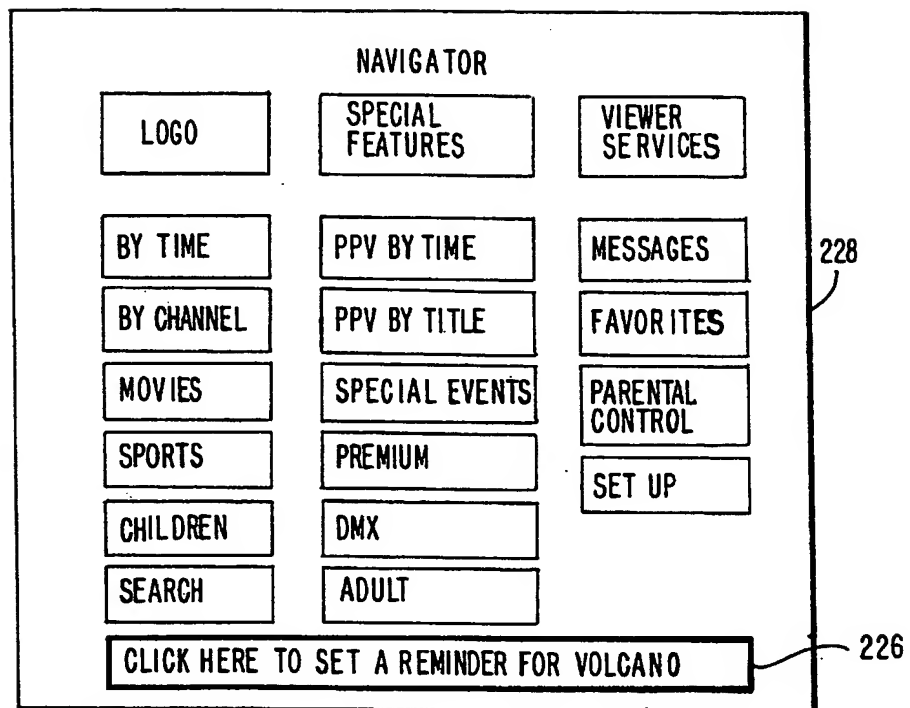 NAVIGATOR
LOGO
SPECIAL
FEATURES
VIEWER
SERVICES
BY TIME
PPV BY TIME
MESSAGES
228
BY CHANNEL
PPV BY TITLE
FAVORITES
MOVIES
SPECIAL EVENTS
PARENTAL
CONTROL
SPORTS
PREMIUM
SET UP
CHILDREN
DMX
SEARCH
ADULT
CLICK HERE TO SET A REMINDER FOR VOLCANO
226